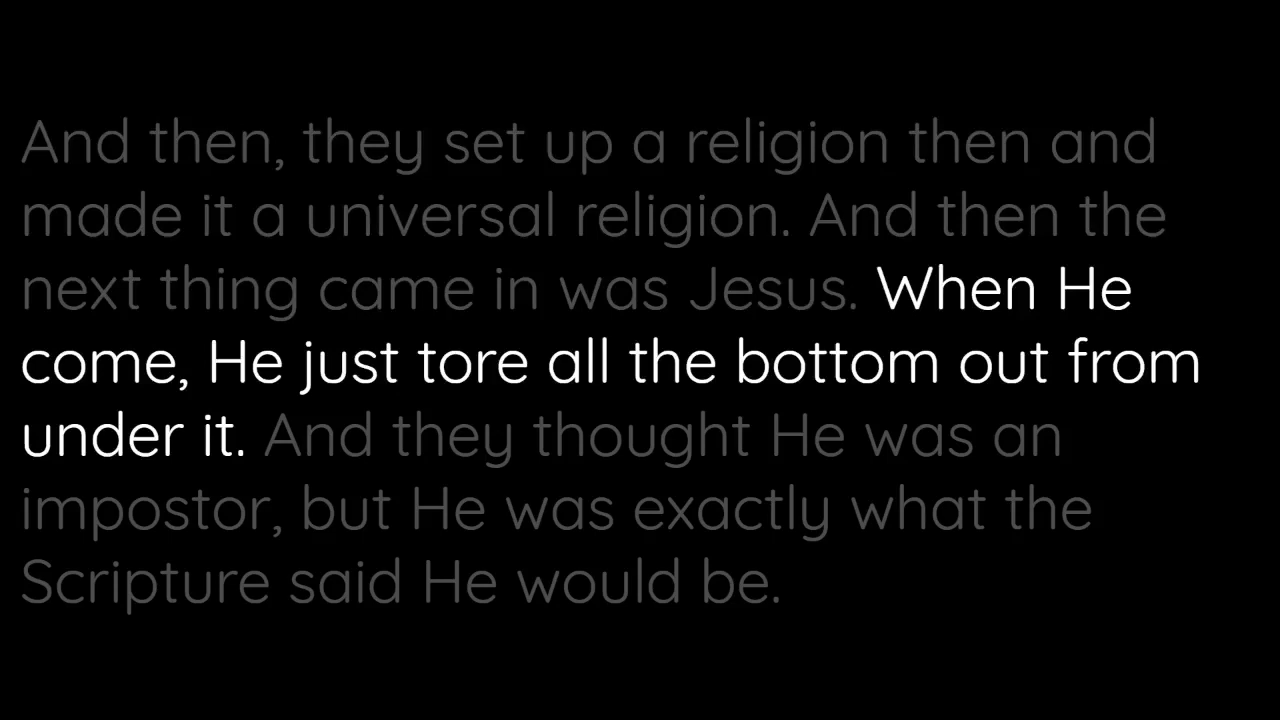 And then, they set up a religion then and
made it a universal religion. And then the
next thing came in was Jesus. When He
come, He just tore all the bottom out from
under it. And they thought He was an
impostor, but He was exactly what the
Scripture said He would be.